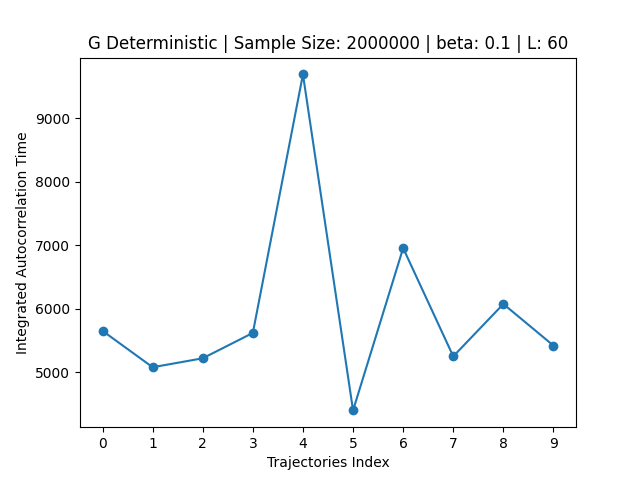 G Deterministic | Sample Size: 2000000 | beta: 0.1 | L: 60
Integrated Autocorrelation Time
9000
8000
7000
6000
5000
0 1 2 3 4 5 6 7 8 9
Trajectories Index